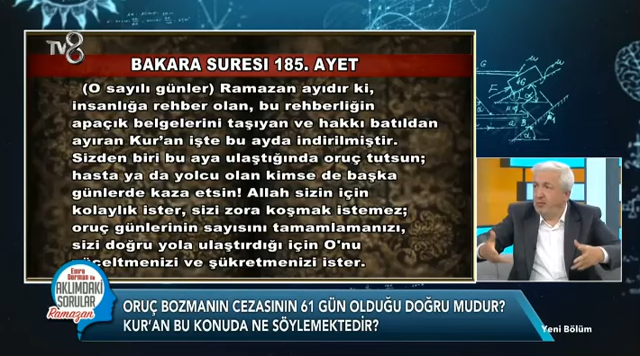 TV8
BAKARA SURESI 185. AYET
(O sayılı günler) Ramazan ayıdır ki,
insanlığa rehber olan, bu rehberliğin
apaçık belgelerini taşıyan ve hakkı batıldan
ayıran Kur’an işte bu ayda indirilmiştir.
Sizden biri bu aya ulaştığında oruç tutsun;
hasta ya da yolcu olan kimse de başka
günlerde kaza etsin! Allah sizin için
kolaylık ister, sizi zora koşmak istemez;
oruç günlerinin sayısını tamamlamanızı,
sizi doğru yola ulaştırdığı için O'nu
yüceltmenizi ve şükretmenizi ister.
Emre
Dorman ile
AKLIMDAKİ
SORULAR
Ramazan
ORUÇ BOZMANIN CEZASININ 61 GÜN OLDUĞU DOĞRU MUDUR?
KUR’AN BU KONUDA NE SÖYLEMEKTEDİR?
Yeni Bölüm